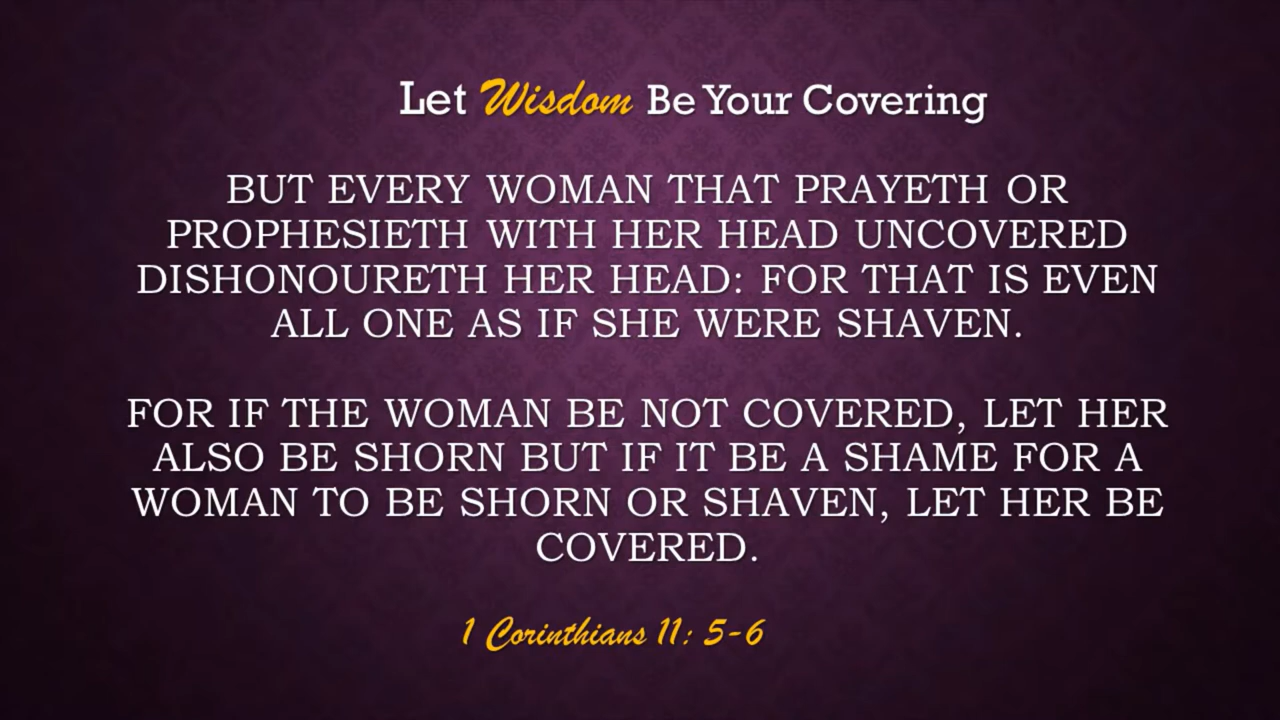 Let Wisdom Be Your Covering
BUT EVERY WOMAN THAT PRAYETH OR
PROPHESIETH WITH HER HEAD UNCOVERED
DISHONOURETH HER HEAD: FOR THAT IS EVEN
ALL ONE AS IF SHE WERE SHAVEN.
FOR IF THE WOMAN BE NOT COVERED, LET HER
ALSO BE SHORN BUT IF IT BE A SHAME FOR A
WOMAN TO BE SHORN OR SHAVEN, LET HER BE
COVERED.
1 Corinthians 11: 5-6